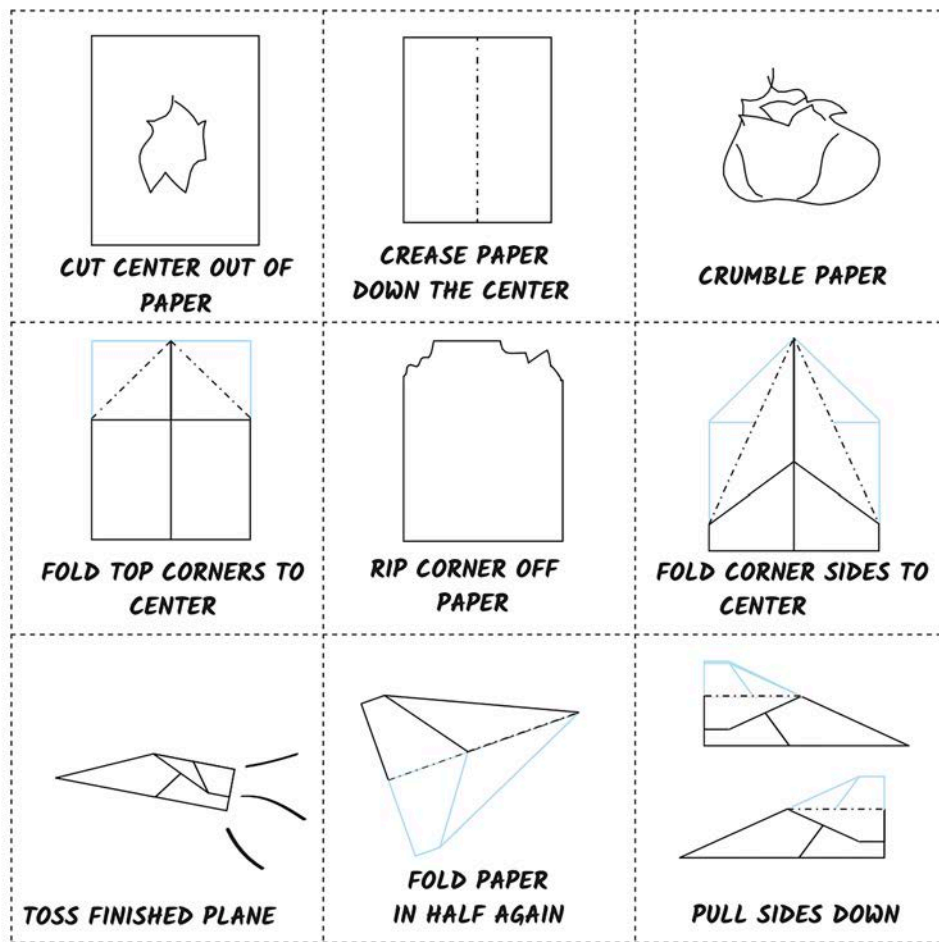 CUT CENTER OUT OF
PAPER
CREASE PAPER
DOWN THE CENTER
CRUMBLE PAPER
FOLD TOP CORNERS TO
CENTER
RIP CORNER OFF
PAPER
FOLD CORNER SIDES TO
CENTER
TOSS FINISHED PLANE
FOLD PAPER
IN HALF AGAIN
PULL SIDES DOWN